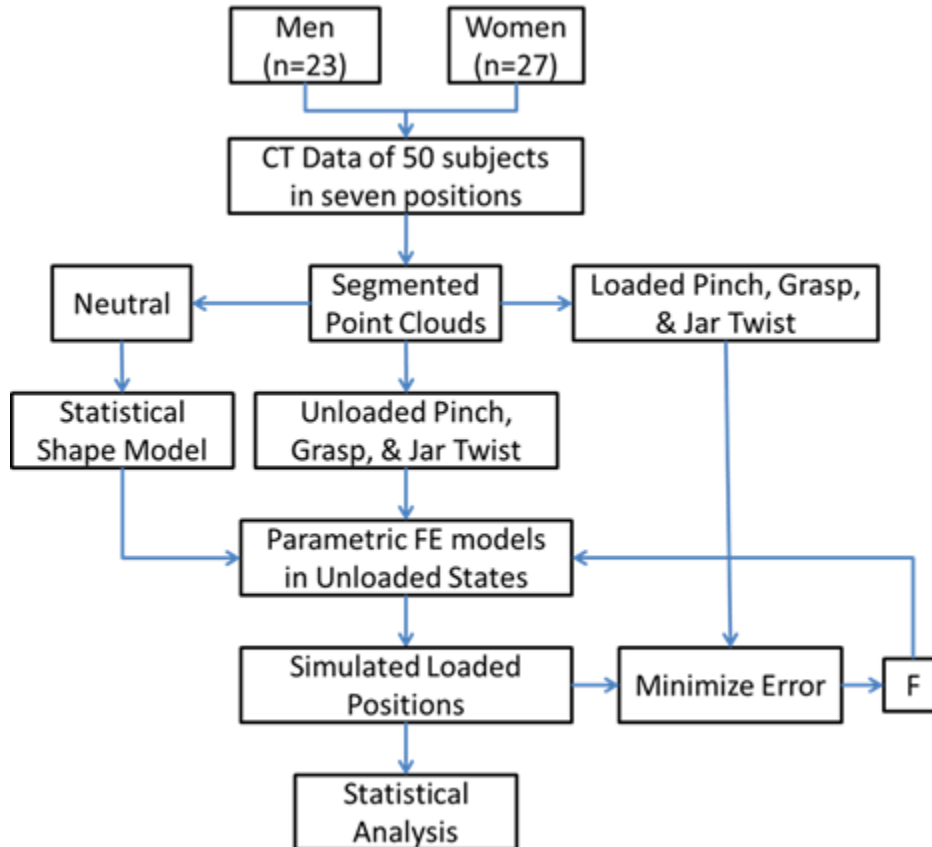 Men
(n=23)
Women
(n=27)
CT Data of 50 subjects
in seven positions
Neutral
Segmented
Point Clouds
Loaded Pinch, Grasp,
& Jar Twist
Statistical
Shape Model
Unloaded Pinch,
Grasp, & Jar Twist
Parametric FE models
in Unloaded States
Simulated Loaded
Positions
Minimize Error
F
Statistical
Analysis